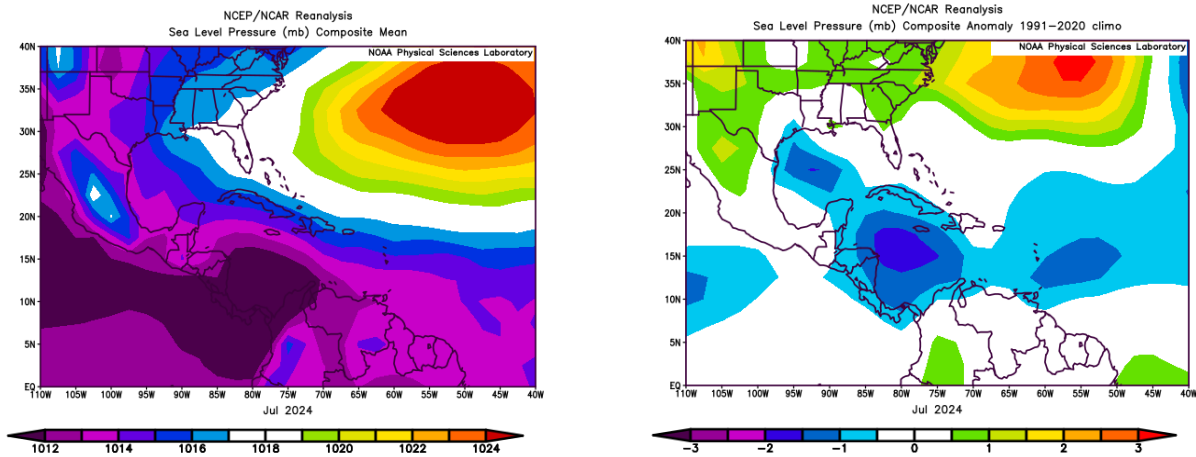 NCEP/NCAR Reanalysis
Sea Level Pressure (mb) Composite Mean
NOAA Physical Sciences Laboratory
40N
35N
30N
25N
20N
15N
10N
5N
EQ
110W 105W 100W 95W 90W 85W 80W 75W 70W 65W 60W 55W 50W 45W 40W
Jul 2024
1012 1014 1016 1018 1020 1022 1024
NCEP/NCAR Reanalysis
Sea Level Pressure (mb) Composite Anomaly 1991–2020 climo
NOAA Physical Sciences Laboratory
40N
35N
30N
25N
20N
15N
10N
5N
EQ
110W 105W 100W 95W 90W 85W 80W 75W 70W 65W 60W 55W 50W 45W 40W
Jul 2024
−3 −2 −1 0 1 2 3